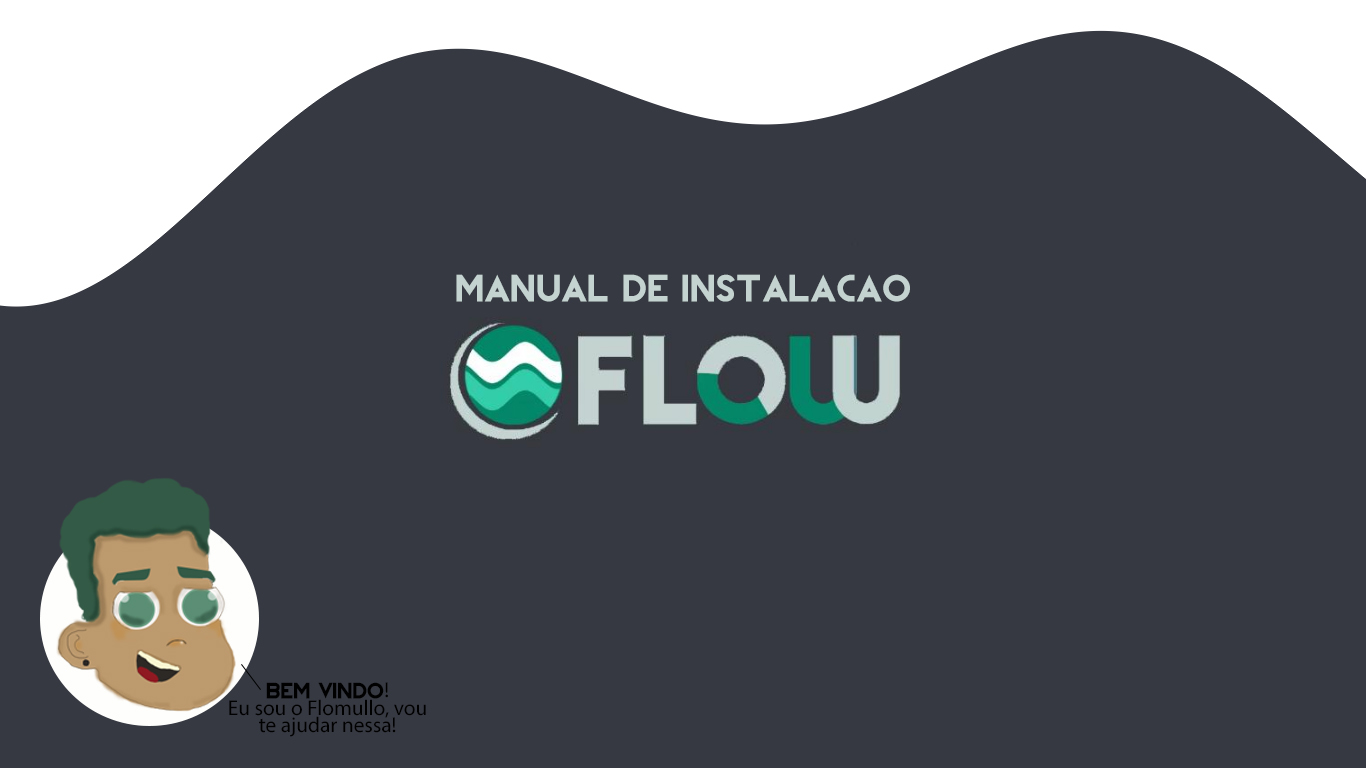 MANUAL DE INSTALACAO
FLOW
BEM VINDO!
Eu sou o Flomullo, vou
te ajudar nessa!